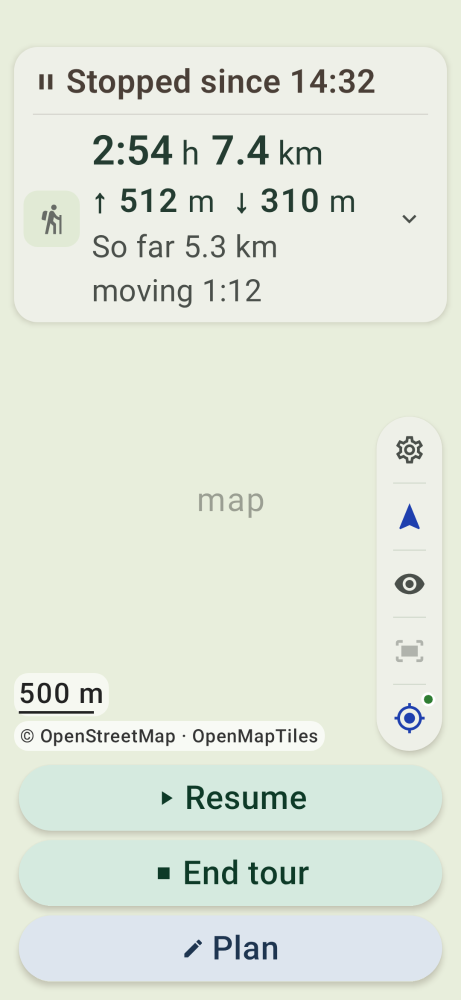 Stopped since 14:32
2:54 h 7.4 km
↑ 512 m ↓ 310 m
So far 5.3 km
moving 1:12
map
500 m
© OpenStreetMap · OpenMapTiles
Resume
End tour
Plan